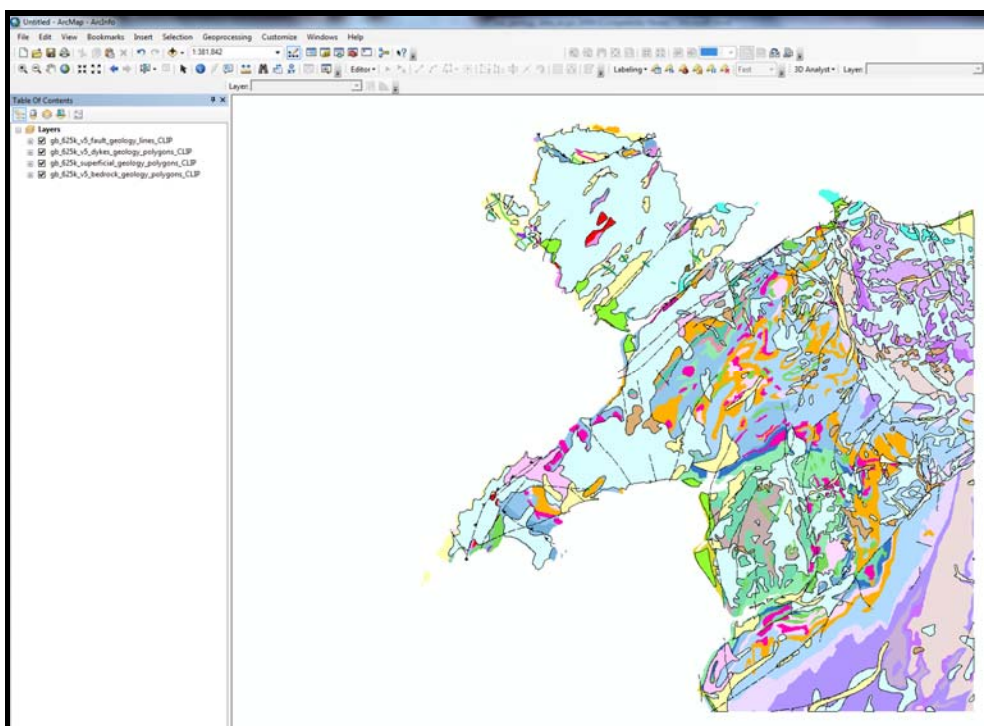 Untitled - ArcMap - ArcInfo
File Edit View Bookmarks Insert Selection Geoprocessing Customize Windows Help
1:381,842
Editor Labeling Fast 3D Analyst Layer:
Layer:
Table Of Contents
Layers
gb_625k_v5_fault_geology_lines_CLIP
gb_625k_v5_dykes_geology_polygons_CLIP
gb_625k_superficial_geology_polygons_CLIP
gb_625k_v5_bedrock_geology_polygons_CLIP